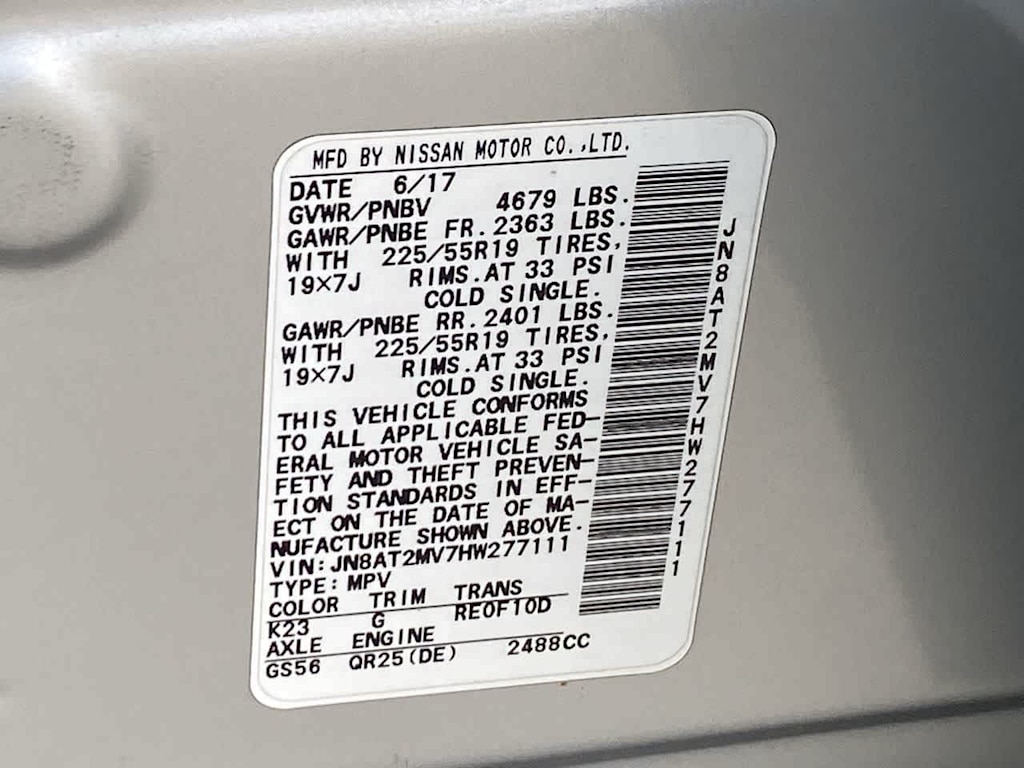 MFD BY NISSAN MOTOR CO.,LTD.
DATE 6/17
GVWR/PNBV 4679 LBS.
GAWR/PNBE FR. 2363 LBS.
WITH 225/55R19 TIRES,
19×7J RIMS. AT 33 PSI
COLD SINGLE.
GAWR/PNBE RR. 2401 LBS.
WITH 225/55R19 TIRES,
19×7J RIMS. AT 33 PSI
COLD SINGLE.
THIS VEHICLE CONFORMS
TO ALL APPLICABLE FED-
ERAL MOTOR VEHICLE SA-
FETY AND THEFT PREVEN-
TION STANDARDS IN EFF-
ECT ON THE DATE OF MA-
NUFACTURE SHOWN ABOVE.
VIN: JN8AT2MV7HW277111
TYPE: MPV
COLOR TRIM TRANS
K23 G RE0F10D
AXLE ENGINE
GS56 QR25(DE) 2488CC
JN8AT2MV7HW277111